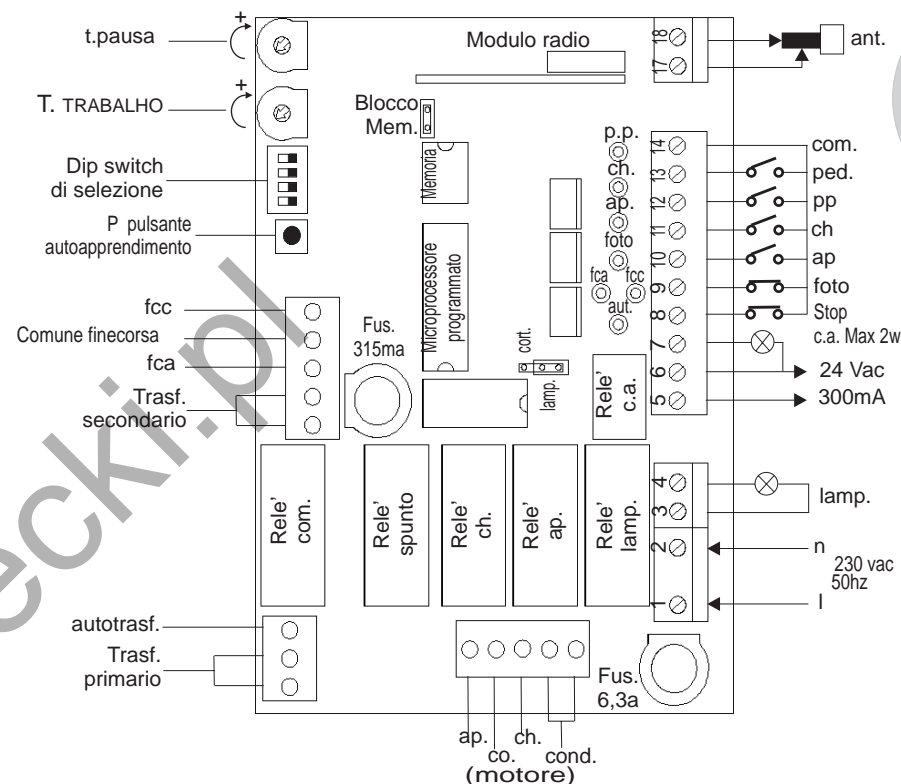 t.pausa
T. TRABALHO
Dip switch
di selezione
P pulsante
autoapprendimento
fcc
Comune finecorsa
fca
Trasf.
secondario
autotrasf.
Trasf.
primario
Modulo radio
Blocco
Mem.
Memoria
Microprocessore
programmato
Fus.
315ma
p.p.
ch.
ap.
foto
fca
fcc
aut.
cort.
lamp.
Rele'
c.a.
Rele'
com.
Rele'
spunto
Rele'
ch.
Rele'
ap.
Rele'
lamp.
Fus.
6,3a
ap.
co.
ch.
cond.
(motore)
18
17
ant.
14
com.
13
ped.
12
pp
11
ch
10
ap
9
foto
8
Stop
7
c.a. Max 2w
6
24 Vac
5
300mA
4
3
lamp.
2
n
230 vac
50hz
1
l
ecki.pl